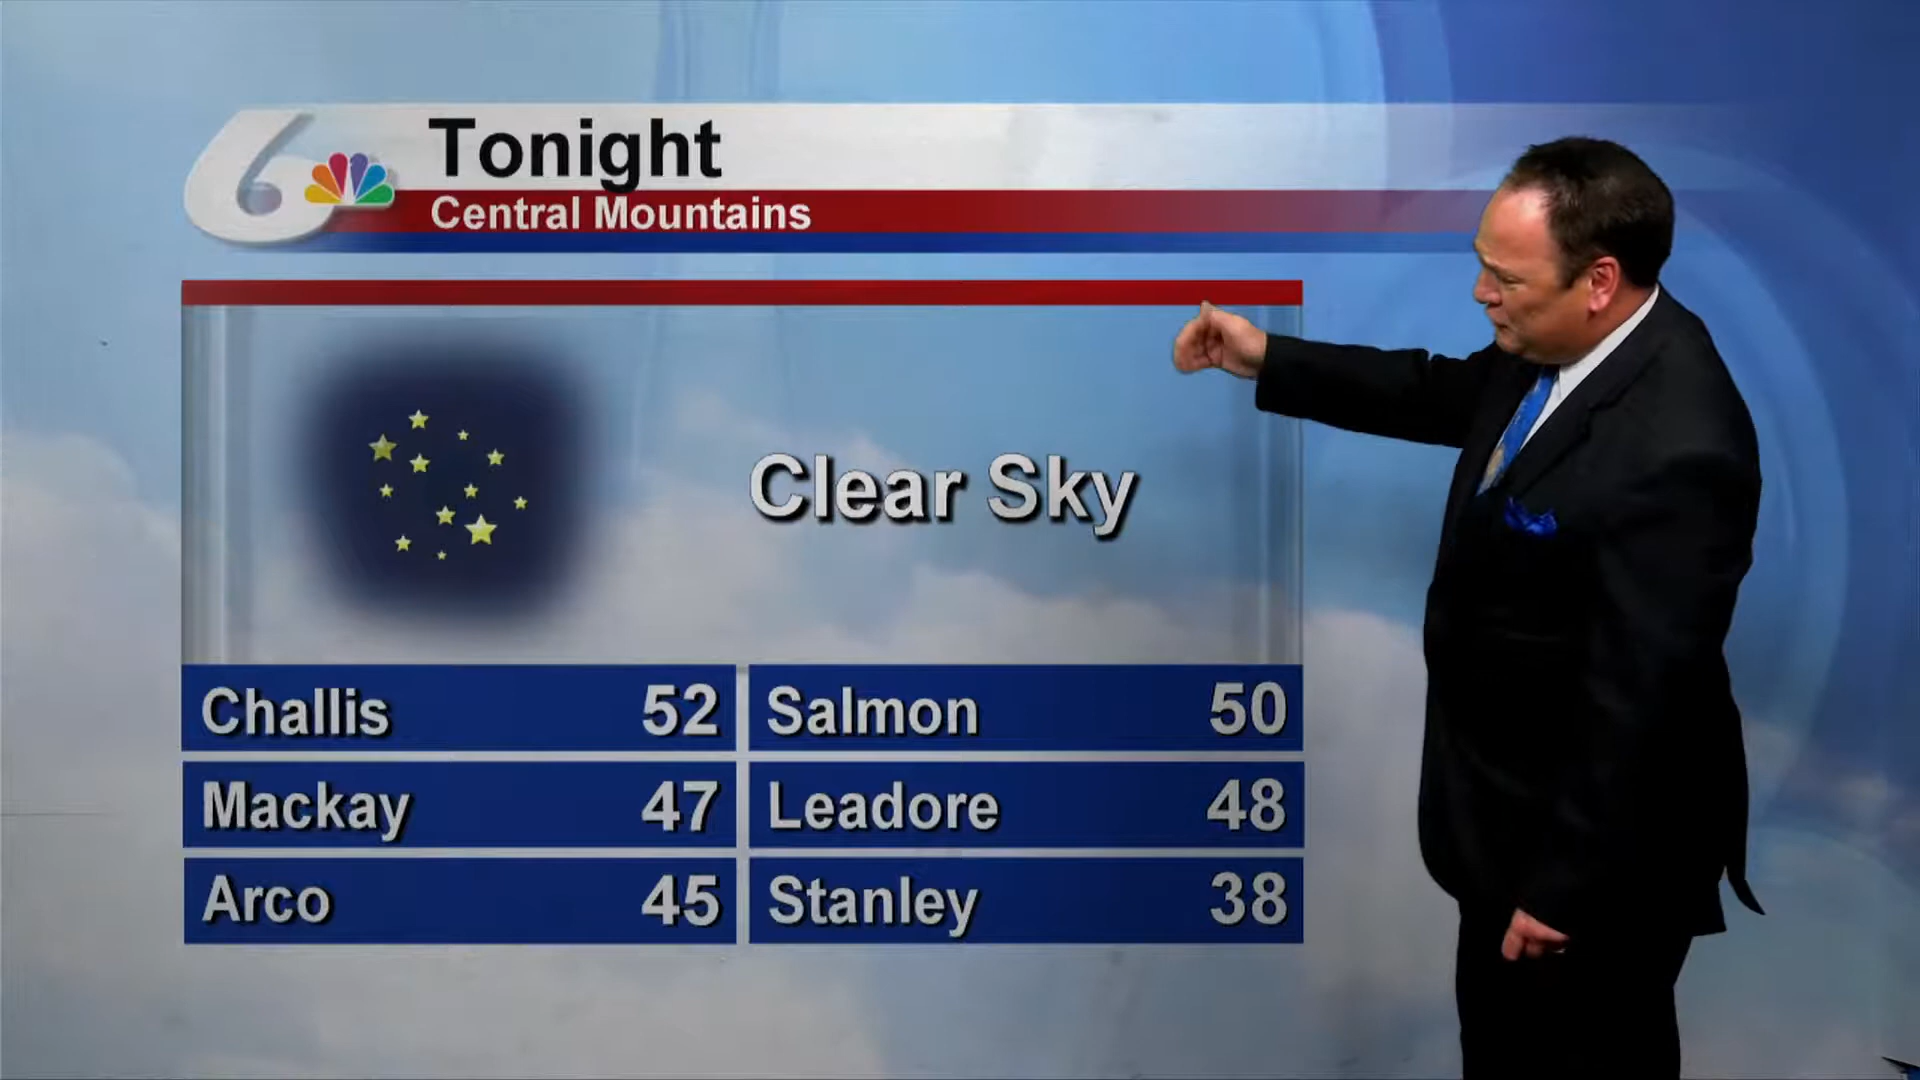 6
Tonight
Central Mountains
Clear Sky
Challis 52 Salmon 50
Mackay 47 Leadore 48
Arco 45 Stanley 38